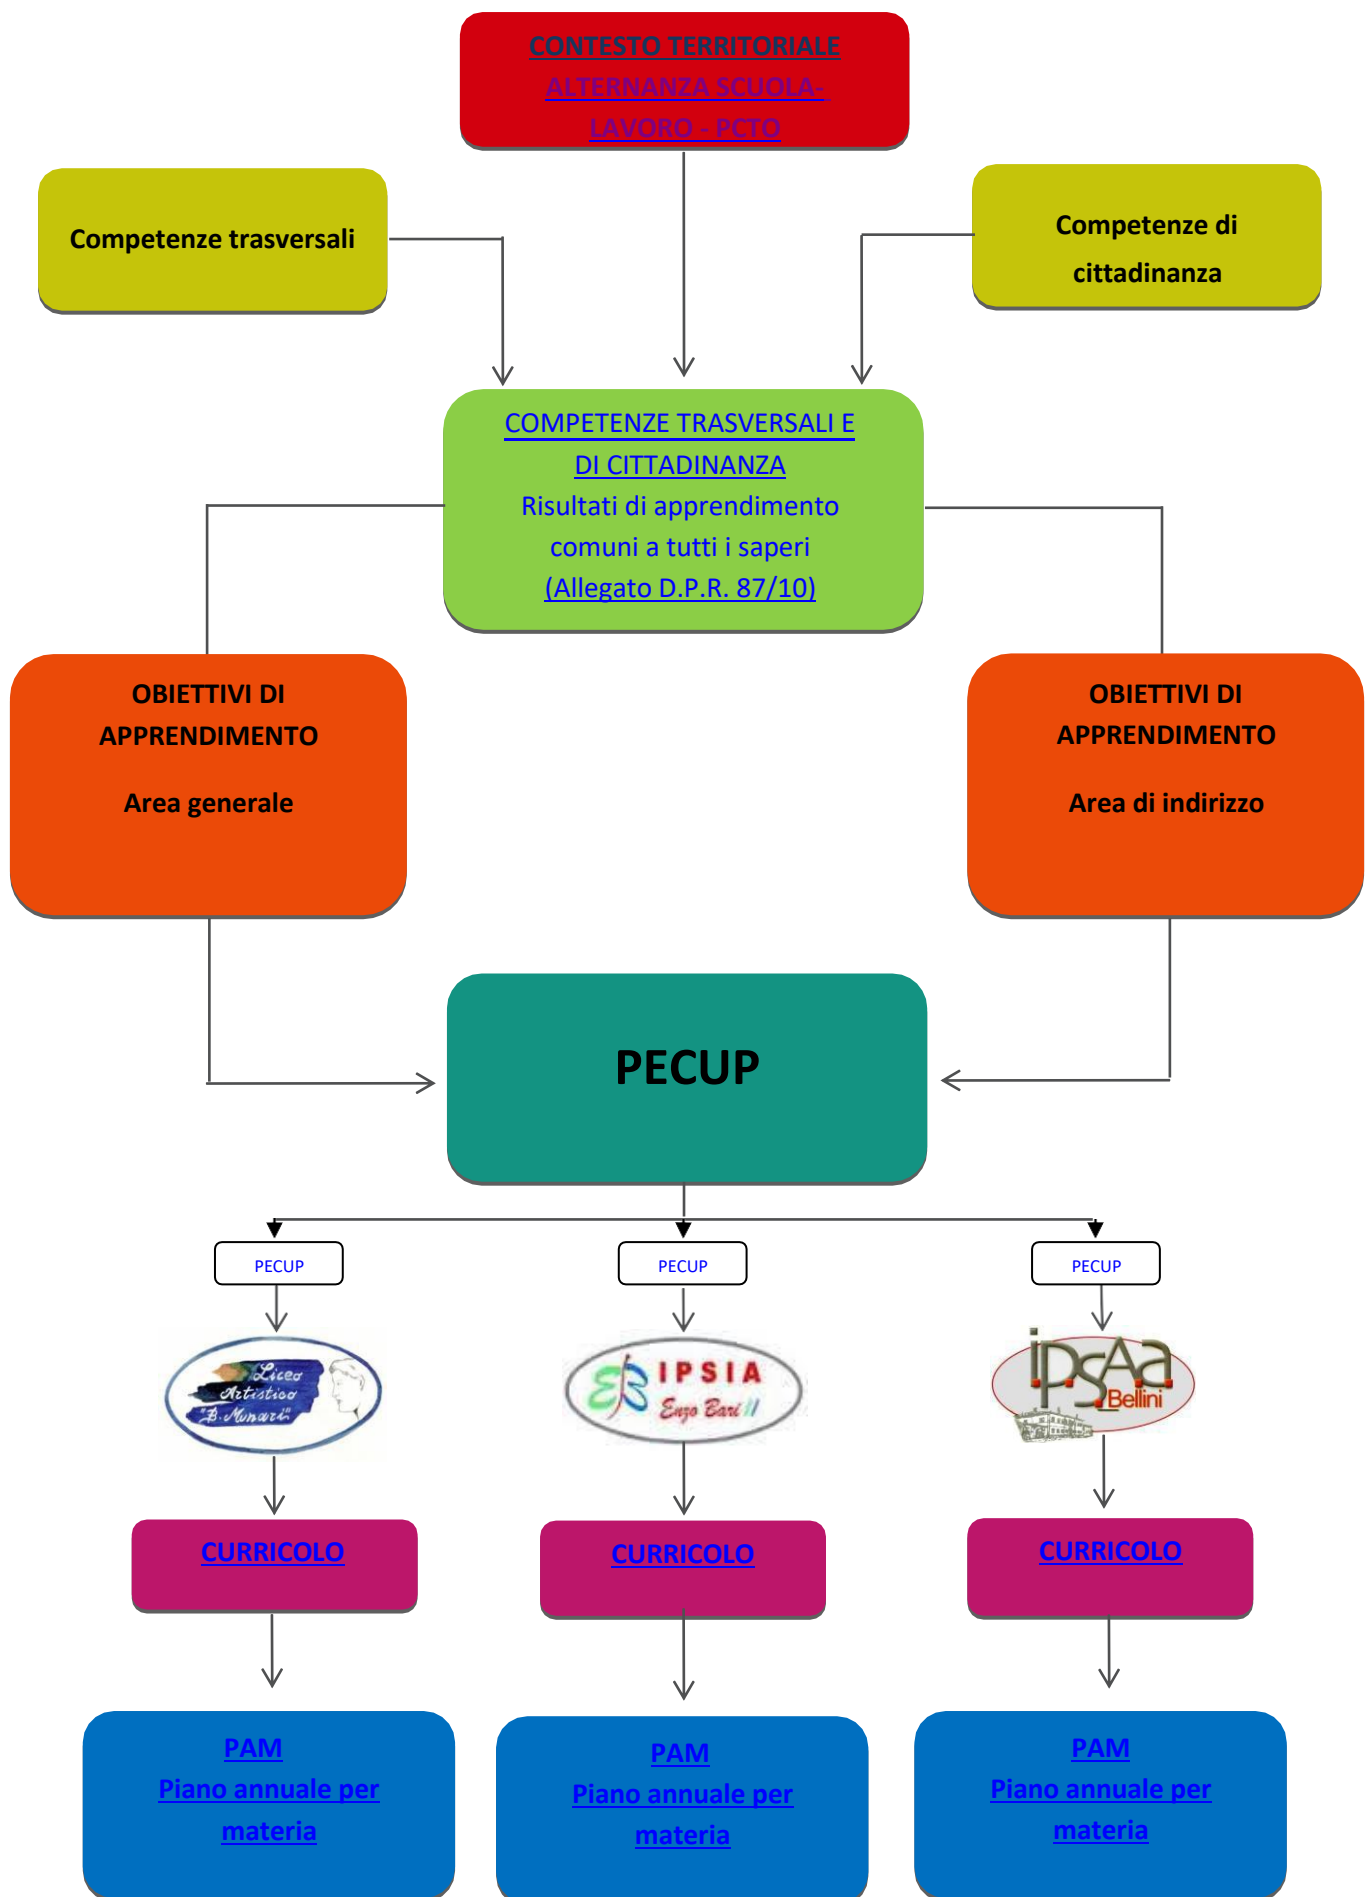 CONTESTO TERRITORIALE
ALTERNANZA SCUOLA-
LAVORO - PCTO
Competenze trasversali
Competenze di
cittadinanza
COMPETENZE TRASVERSALI E
DI CITTADINANZA
Risultati di apprendimento
comuni a tutti i saperi
(Allegato D.P.R. 87/10)
OBIETTIVI DI
APPRENDIMENTO
Area generale
OBIETTIVI DI
APPRENDIMENTO
Area di indirizzo
PECUP
PECUP
PECUP
PECUP
Liceo
Artistico
"B. Munari"
IPSIA
Enzo Bari
i.p.s.A.a.
Bellini
CURRICOLO
CURRICOLO
CURRICOLO
PAM
Piano annuale per
materia
PAM
Piano annuale per
materia
PAM
Piano annuale per
materia